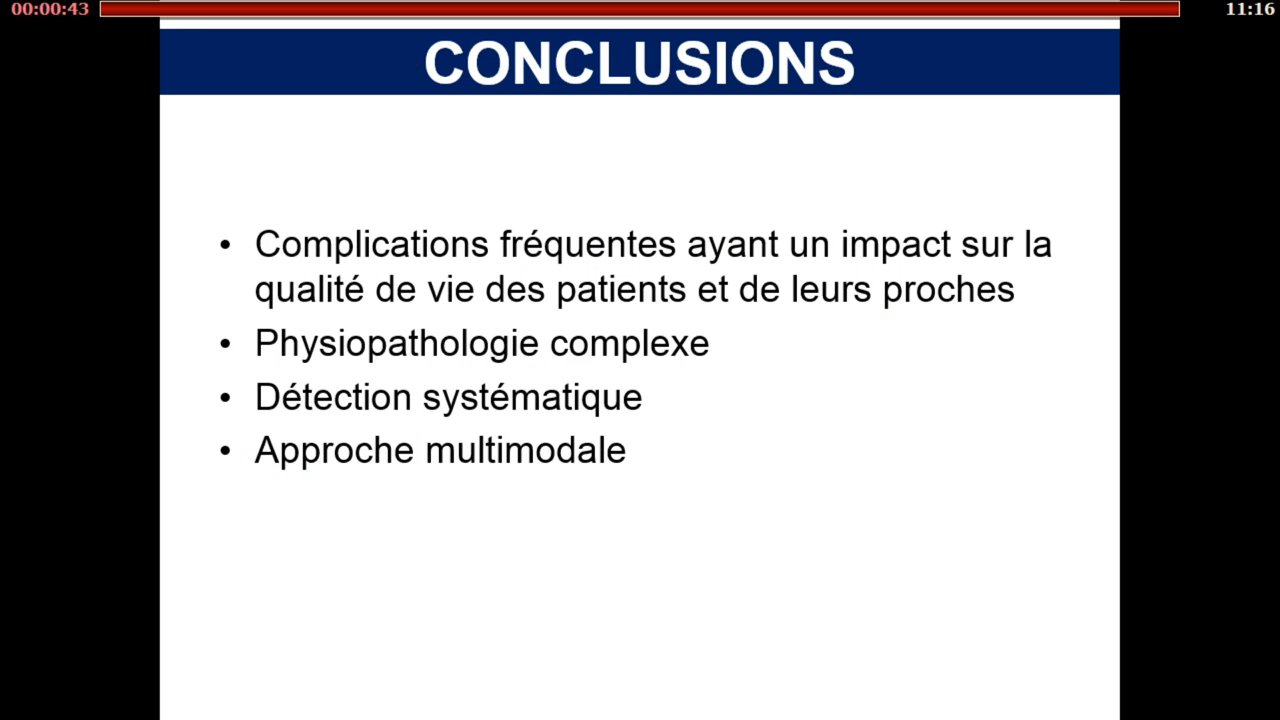 00:00:43
11:16
CONCLUSIONS
• Complications fréquentes ayant un impact sur la
qualité de vie des patients et de leurs proches
• Physiopathologie complexe
• Détection systématique
• Approche multimodale